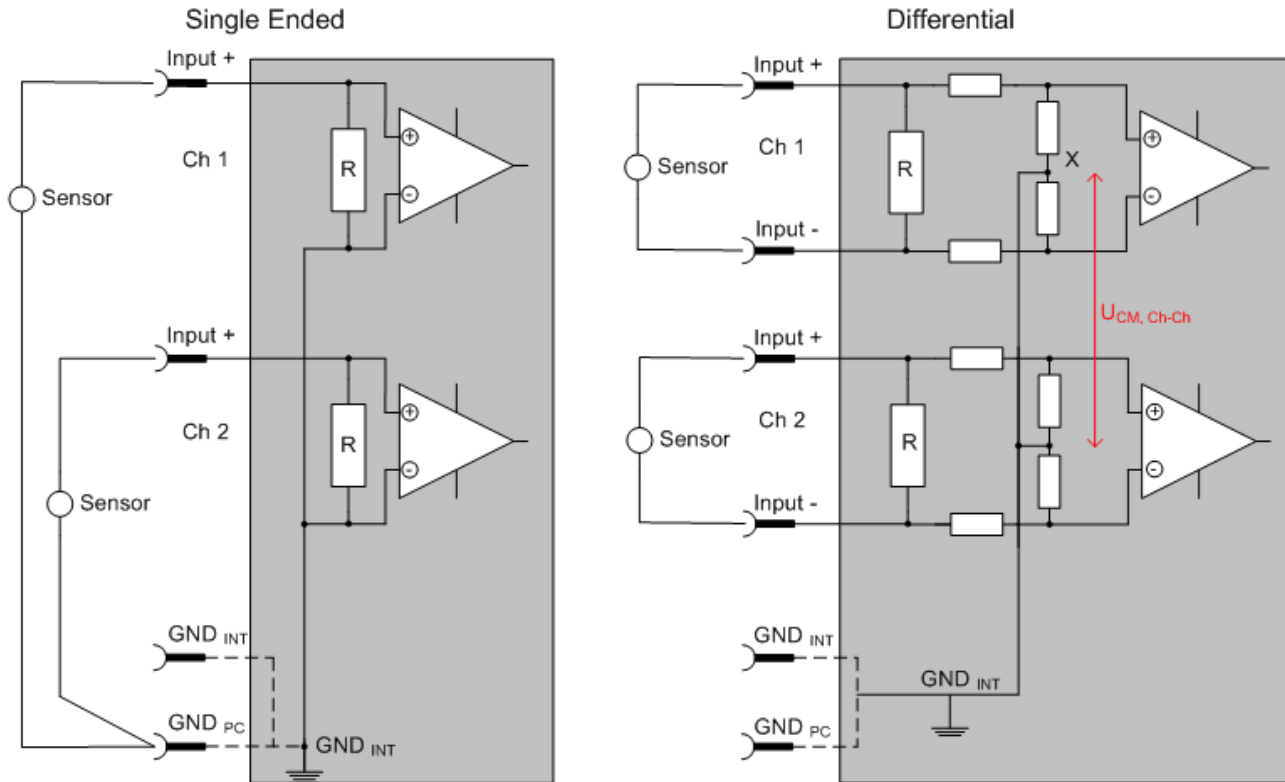 Single Ended
Input +
Ch 1
R
Sensor
Input +
Ch 2
R
Sensor
GND INT
GND PC
GND INT
Differential
Input +
Ch 1
Sensor
R
X
Input -
UCM, Ch-Ch
Input +
Ch 2
Sensor
R
Input -
GND INT
GND INT
GND PC